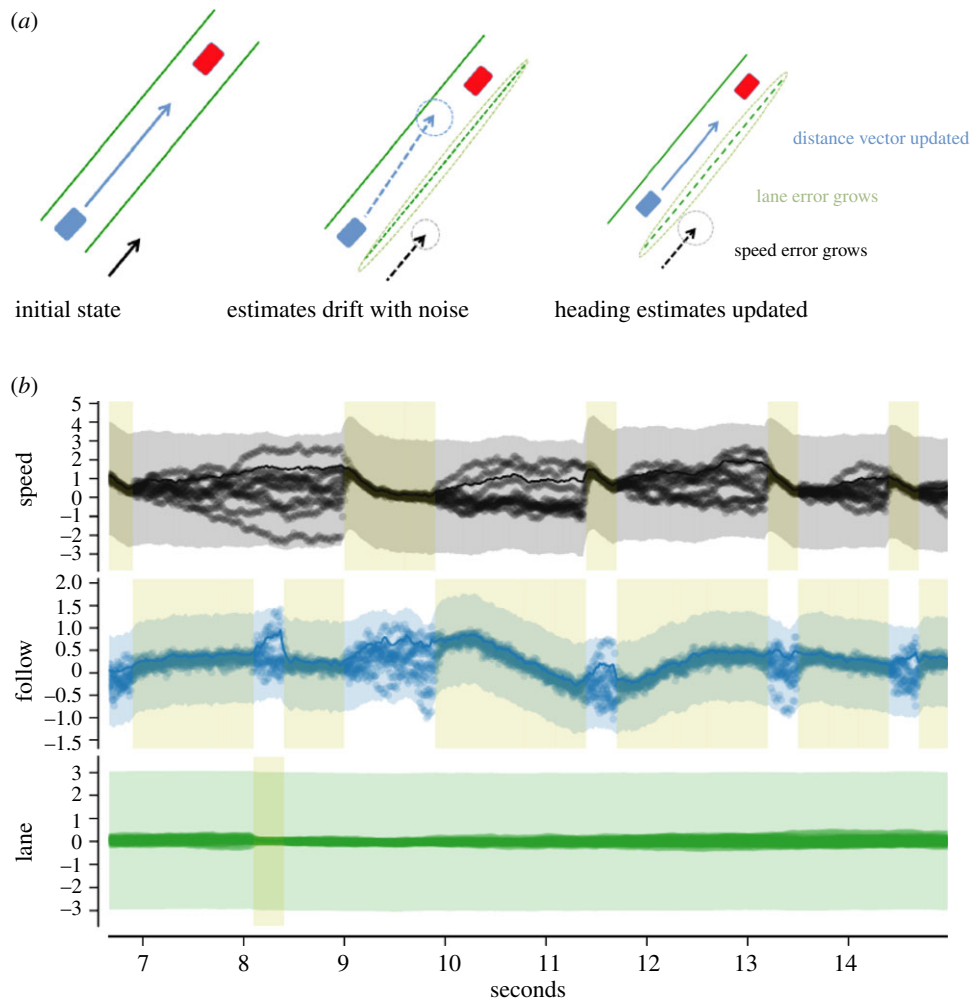 (a)
distance vector updated
lane error grows
speed error grows
initial state
estimates drift with noise
heading estimates updated
(b)
speed
5
4
3
2
1
0
−1
−2
−3
follow
2.0
1.5
1.0
0.5
0
−0.5
−1.0
−1.5
lane
3
2
1
0
−1
−2
−3
7 8 9 10 11 12 13 14
seconds